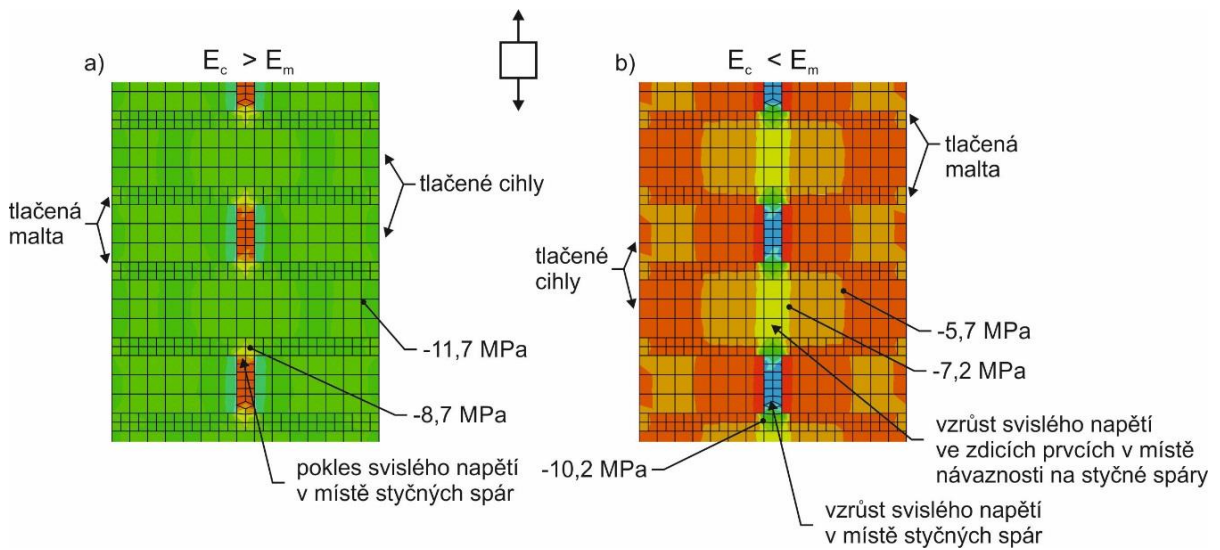 a)
E_c > E_m
tlačené cihly
tlačená
malta
-11,7 MPa
-8,7 MPa
pokles svislého napětí
v místě styčných spár
b)
E_c < E_m
tlačená
malta
tlačené
cihly
-5,7 MPa
-7,2 MPa
-10,2 MPa
vzrůst svislého napětí
ve zdicích prvcích v místě
návaznosti na styčné spáry
vzrůst svislého napětí
v místě styčných spár